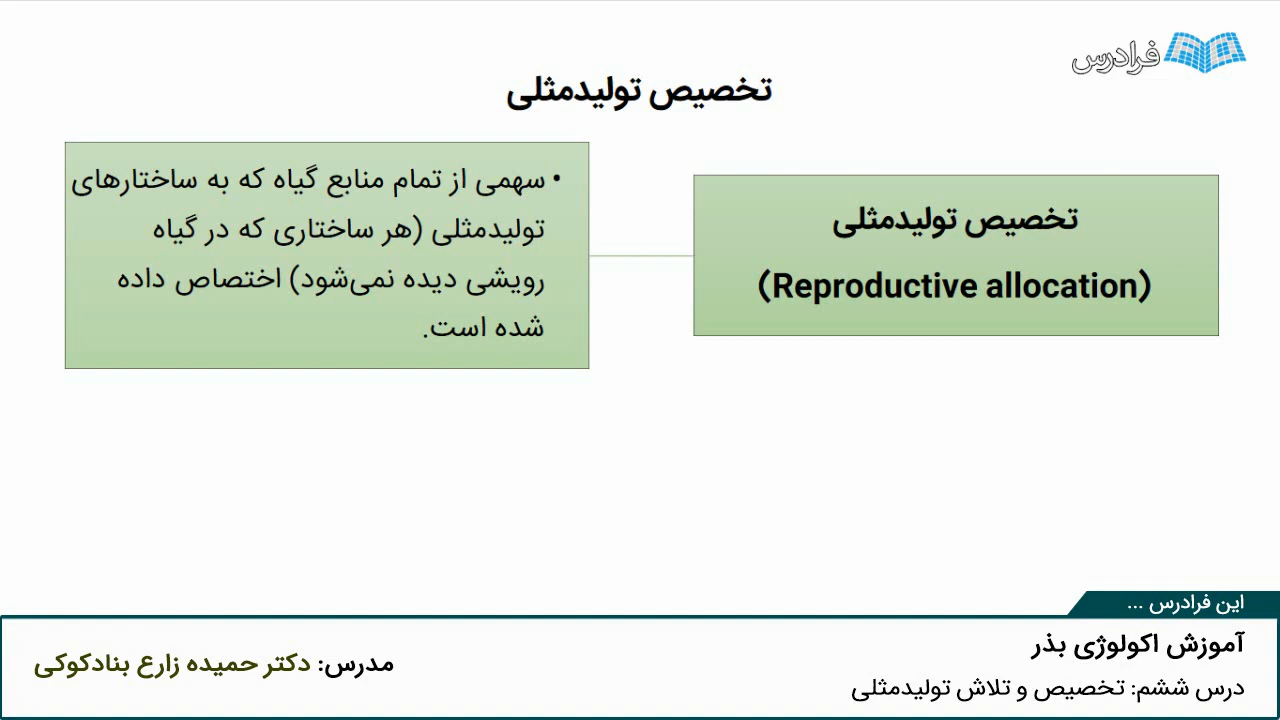 فرادرس
تخصیص تولیدمثلی
تخصیص تولیدمثلی
(Reproductive allocation)
• سهمی از تمام منابع گیاه که به ساختارهای
تولیدمثلی (هر ساختاری که در گیاه
رویشی دیده نمی‌شود) اختصاص داده
شده است.
این فرادرس ...
آموزش اکولوژی بذر
درس ششم: تخصیص و تلاش تولیدمثلی
مدرس: دکتر حمیده زارع بنادکوکی